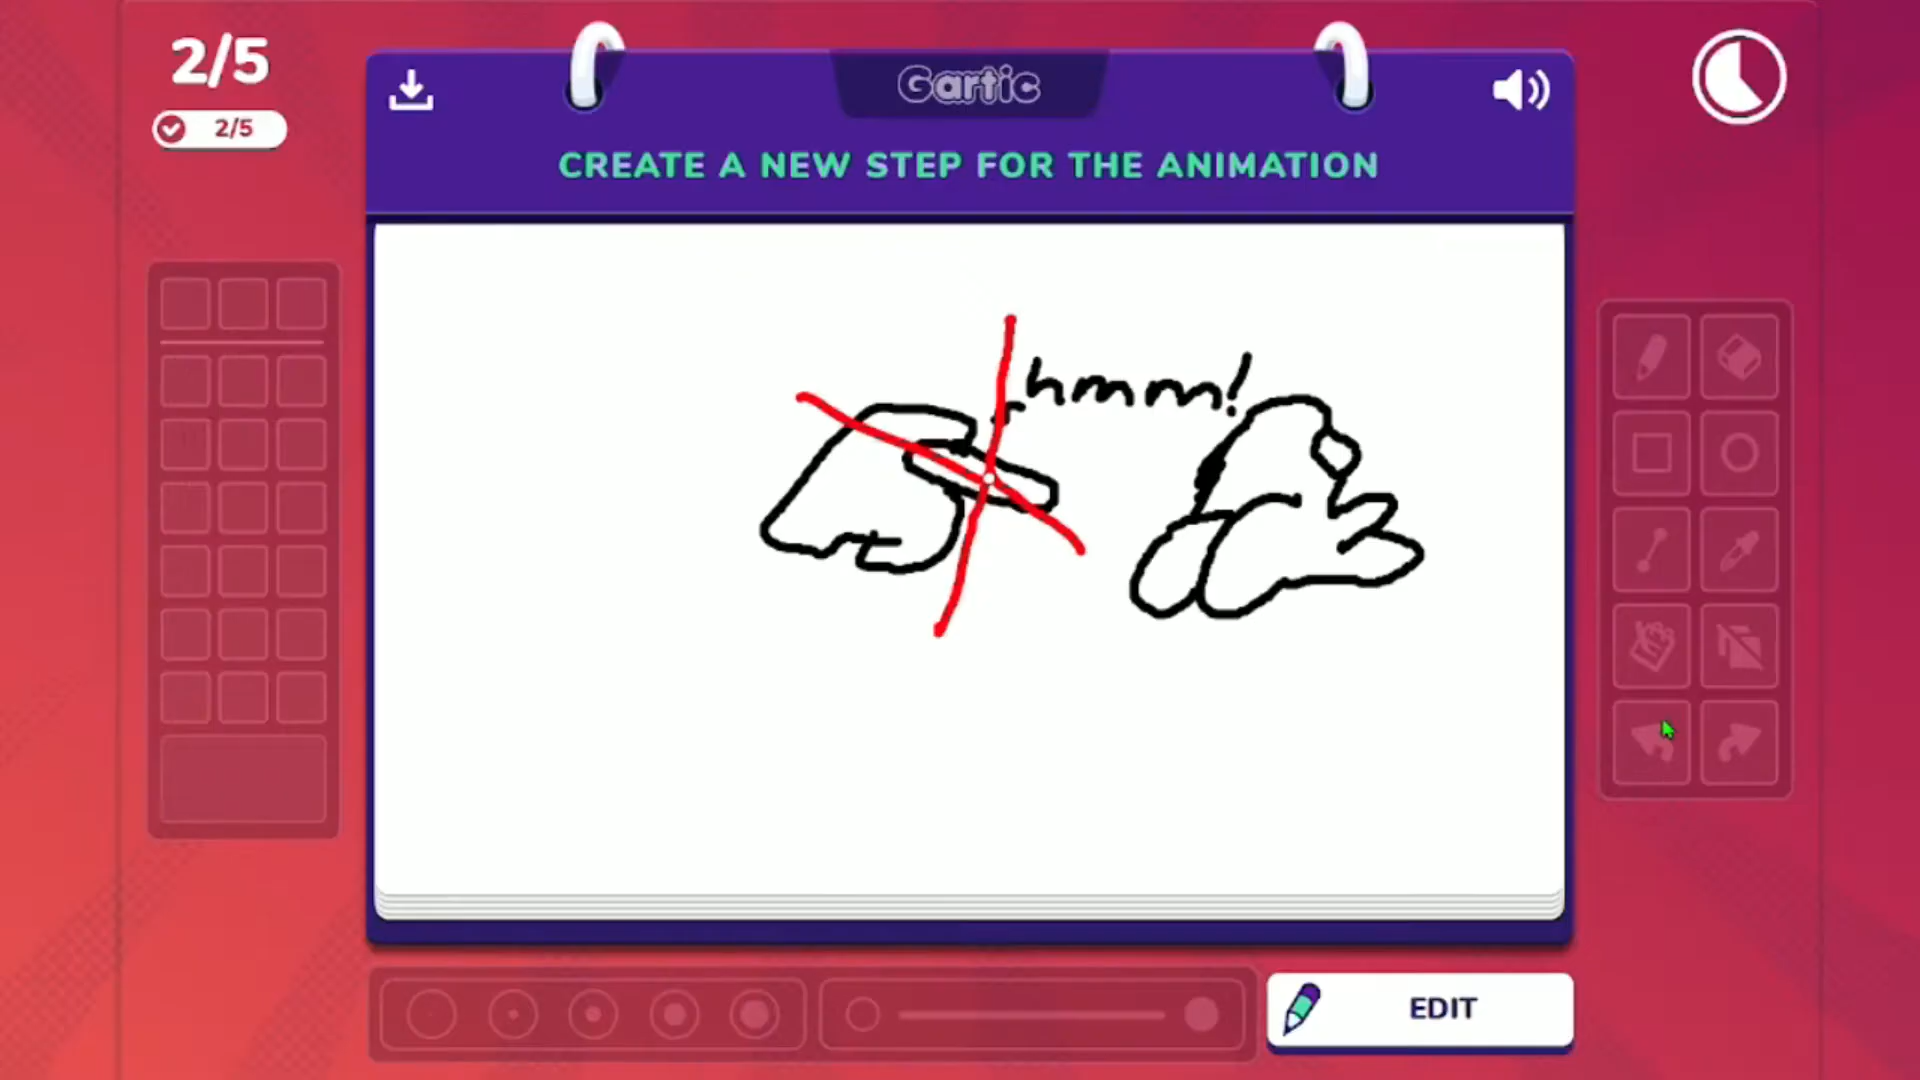 2/5
Gartic
2/5
CREATE A NEW STEP FOR THE ANIMATION
hmm!
EDIT